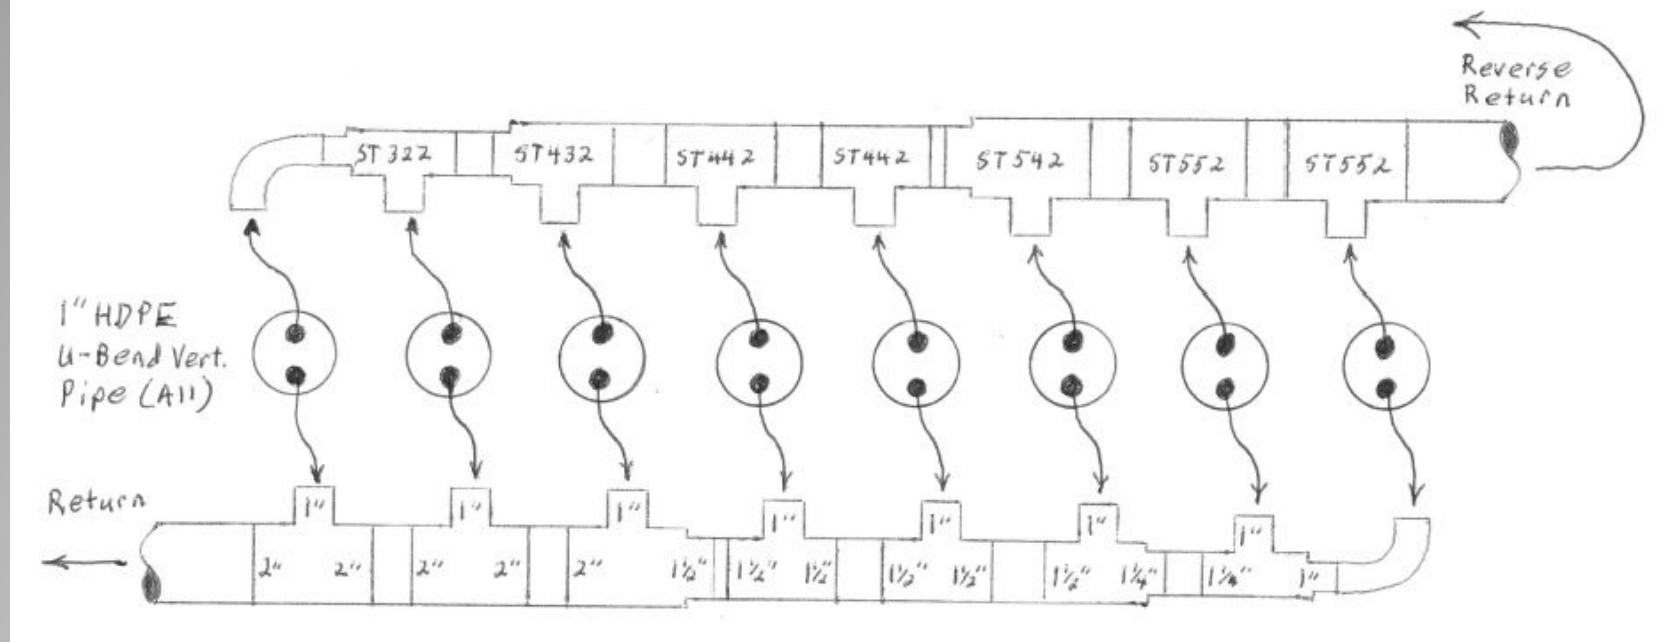 Reverse
Return
ST322 ST432 ST442 ST442 ST542 ST552 ST552
1" HDPE
U-Bend Vert.
Pipe (All)
Return
1" 1" 1" 1" 1" 1" 1"
2" 2" 2" 2" 2" 1½" 1½" 1½" 1½" 1½" 1½" 1¼" 1¼" 1"